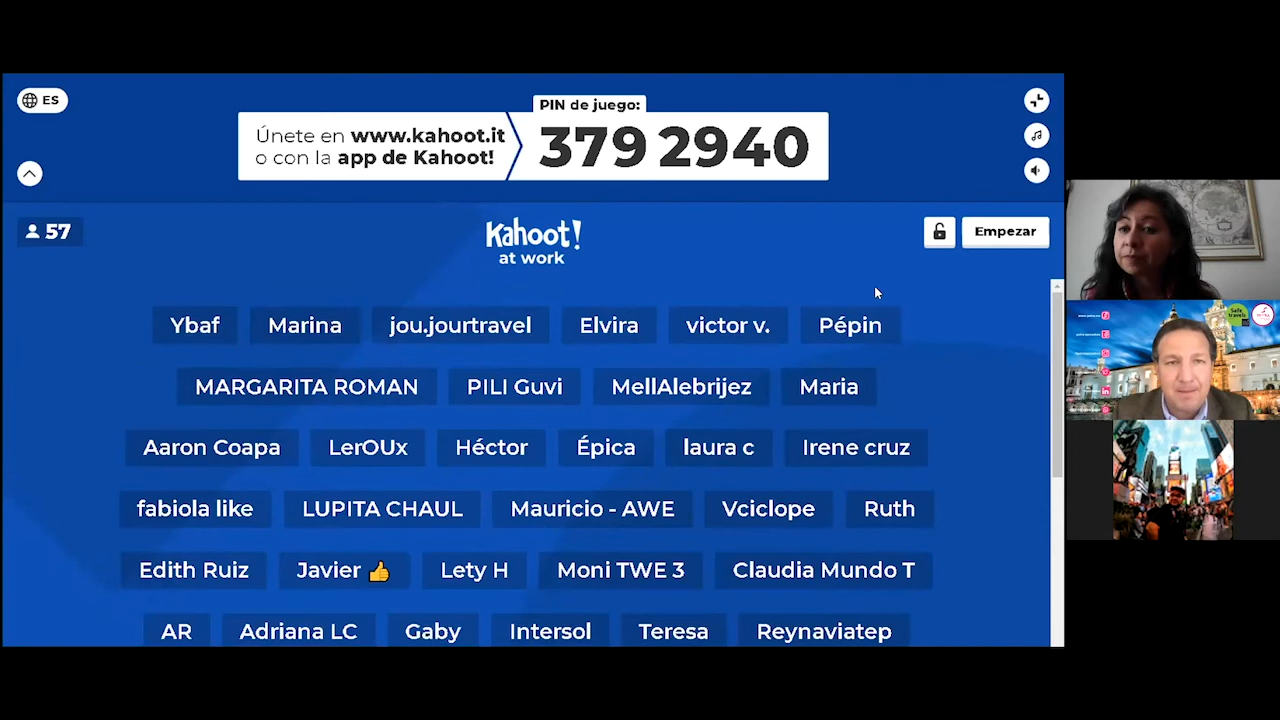 ES
PIN de juego:
Únete en www.kahoot.it
o con la app de Kahoot!
379 2940
57
Kahoot!
at work
Empezar
Ybaf Marina jou.jourtravel Elvira victor v. Pépin
MARGARITA ROMAN PILI Guvi MellAlebrijez Maria
Aaron Coapa LerOUx Héctor Épica laura c Irene cruz
fabiola like LUPITA CHAUL Mauricio - AWE Vciclope Ruth
Edith Ruiz Javier 👍 Lety H Moni TWE 3 Claudia Mundo T
AR Adriana LC Gaby Intersol Teresa Reynaviatep
Safe
travels